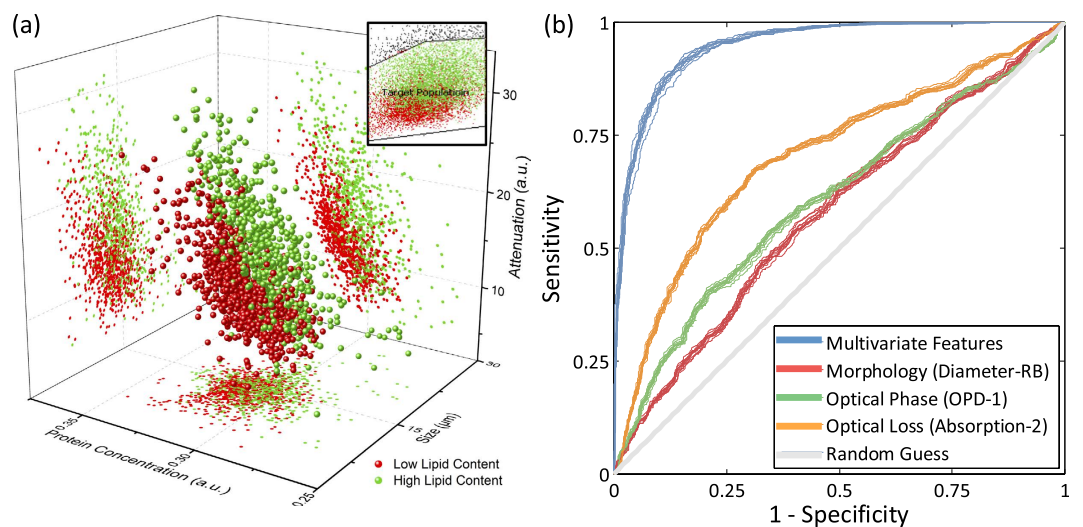 (a)
Target Population
30
20
10
Attenuation (a.u.)
30
15
Size (μm)
0.35
0.30
0.25
Protein Concentration (a.u.)
Low Lipid Content
High Lipid Content
(b)
1
0.75
0.5
0.25
0
Sensitivity
Multivariate Features
Morphology (Diameter-RB)
Optical Phase (OPD-1)
Optical Loss (Absorption-2)
Random Guess
0 0.25 0.5 0.75 1
1 - Specificity